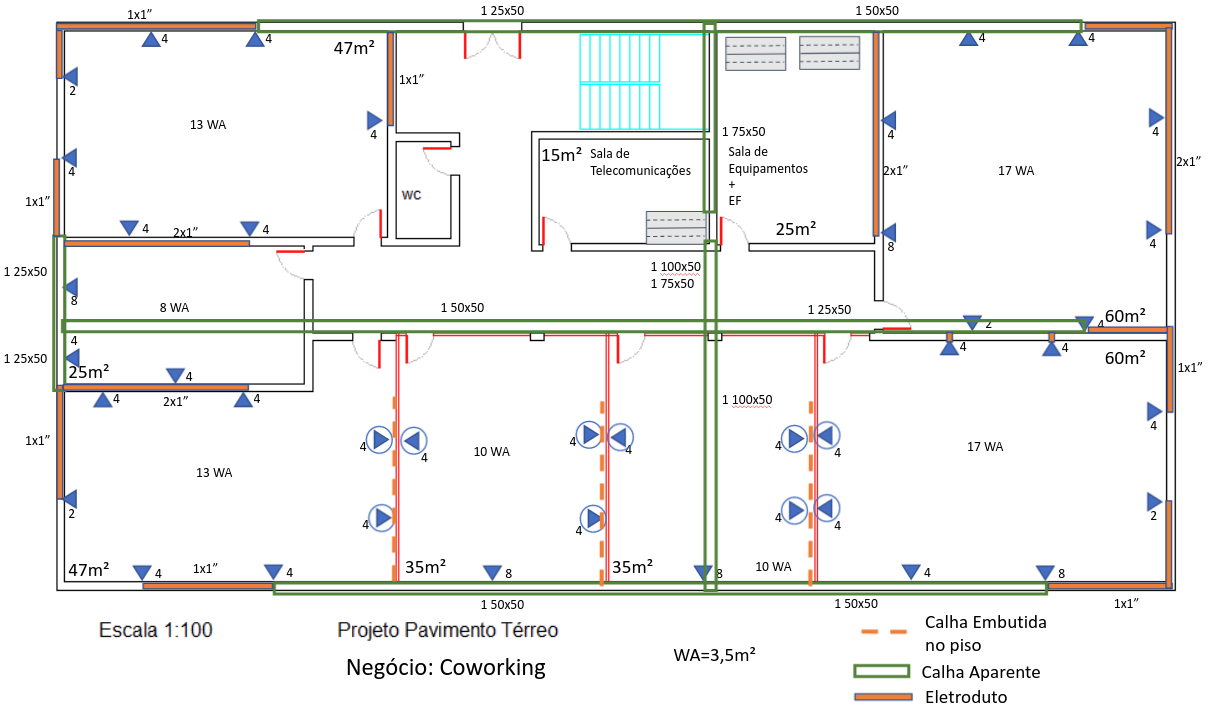 1x1”
1 25x50
1 50x50
4
4
47m²
4
4
1x1”
2
13 WA
4
4
1 75x50
15m²
Sala de
Telecomunicações
Sala de
Equipamentos
+
EF
4
2x1”
17 WA
4
2x1”
4
wc
1x1”
4
2x1”
4
25m²
8
4
1 25x50
8
8 WA
1 100x50
1 75x50
1 50x50
1 25x50
2
4
60m²
4
1 25x50
4
25m²
4
4
60m²
1x1”
4
2x1”
4
1 100x50
1x1”
4
4
10 WA
4
4
4
4
17 WA
4
13 WA
2
4
4
4
4
2
47m²
4
1x1”
4
35m²
8
35m²
8
10 WA
4
8
1 50x50
1 50x50
1x1”
Escala 1:100
Projeto Pavimento Térreo
Negócio: Coworking
WA=3,5m²
Calha Embutida
no piso
Calha Aparente
Eletroduto